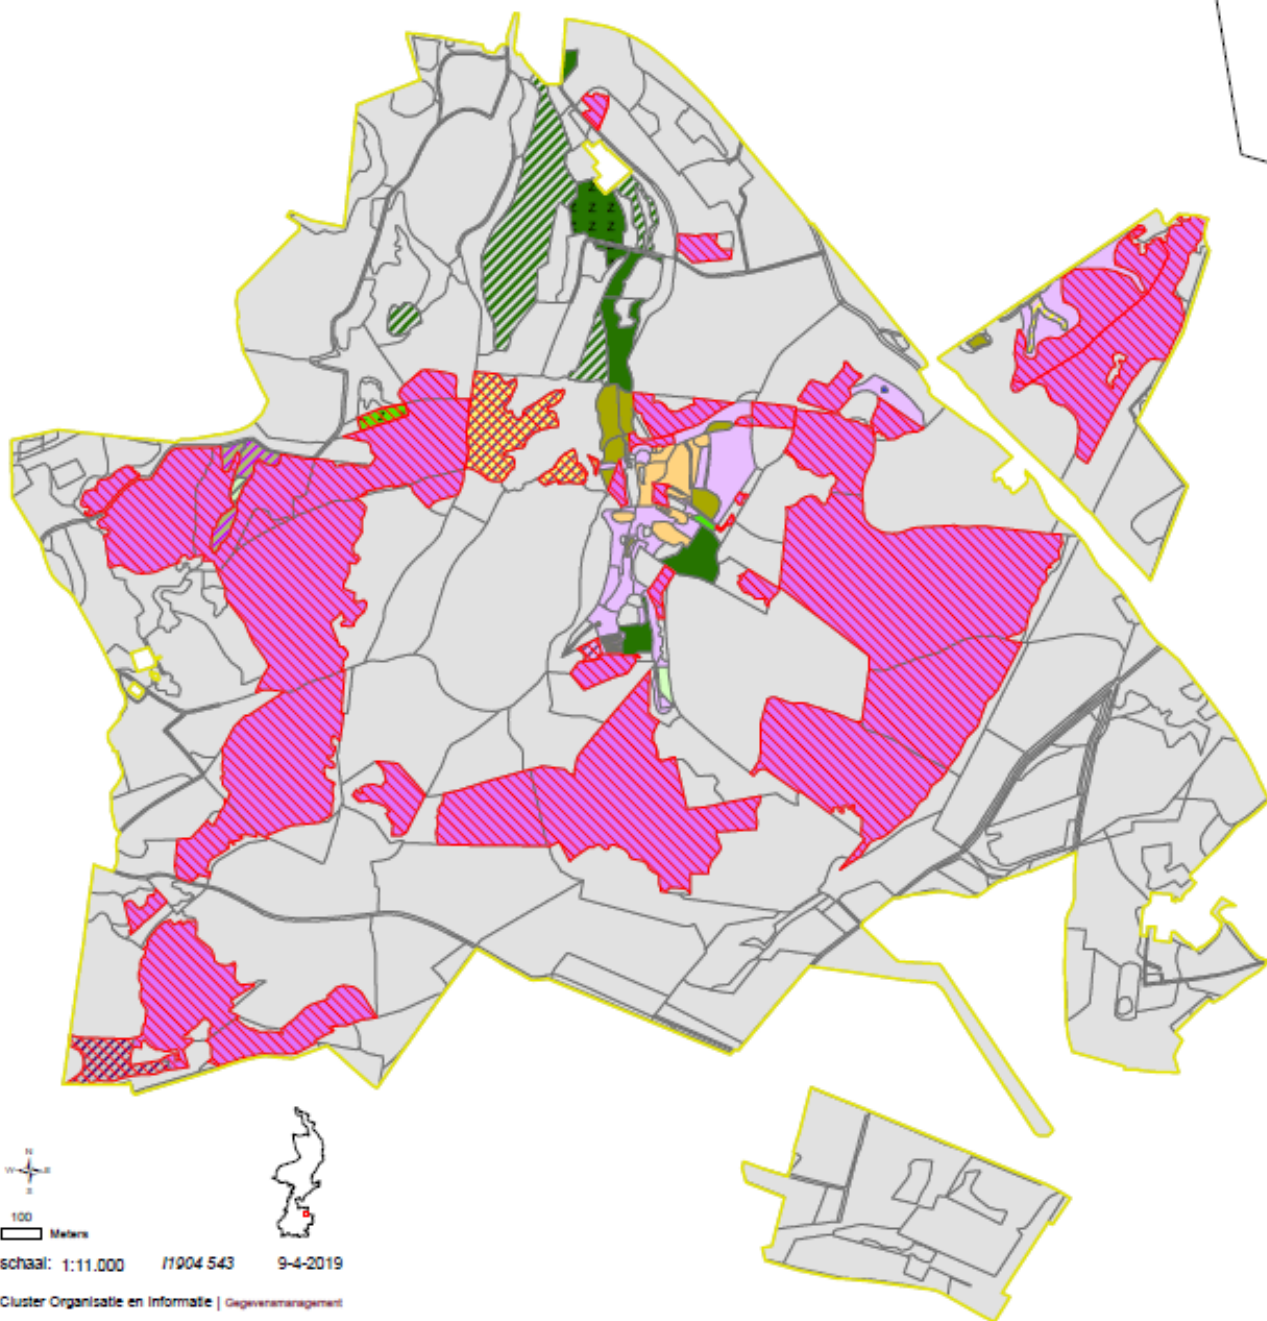 Z
Z Z Z
Z Z
N
W E
S
100
Meters
schaal: 1:11.000 I1904 543 9-4-2019
Cluster Organisatie en Informatie | Gegevensmanagement